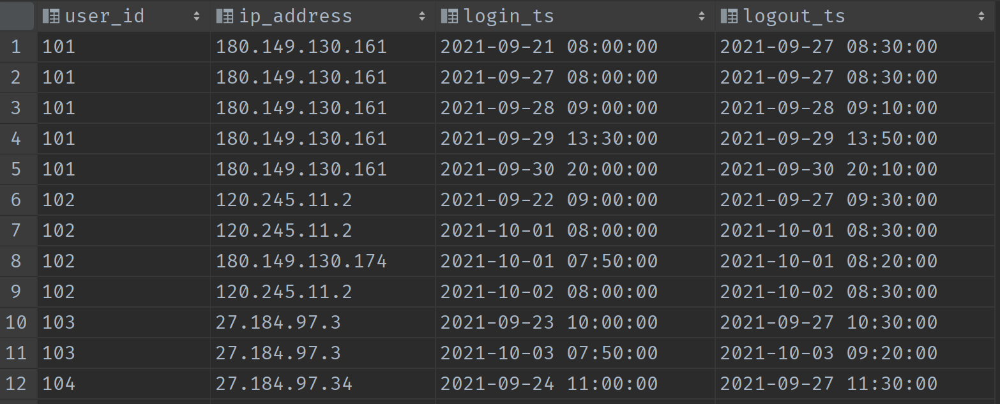 user_id ip_address login_ts logout_ts
1 101 180.149.130.161 2021-09-21 08:00:00 2021-09-27 08:30:00
2 101 180.149.130.161 2021-09-27 08:00:00 2021-09-27 08:30:00
3 101 180.149.130.161 2021-09-28 09:00:00 2021-09-28 09:10:00
4 101 180.149.130.161 2021-09-29 13:30:00 2021-09-29 13:50:00
5 101 180.149.130.161 2021-09-30 20:00:00 2021-09-30 20:10:00
6 102 120.245.11.2 2021-09-22 09:00:00 2021-09-27 09:30:00
7 102 120.245.11.2 2021-10-01 08:00:00 2021-10-01 08:30:00
8 102 180.149.130.174 2021-10-01 07:50:00 2021-10-01 08:20:00
9 102 120.245.11.2 2021-10-02 08:00:00 2021-10-02 08:30:00
10 103 27.184.97.3 2021-09-23 10:00:00 2021-09-27 10:30:00
11 103 27.184.97.3 2021-10-03 07:50:00 2021-10-03 09:20:00
12 104 27.184.97.34 2021-09-24 11:00:00 2021-09-27 11:30:00